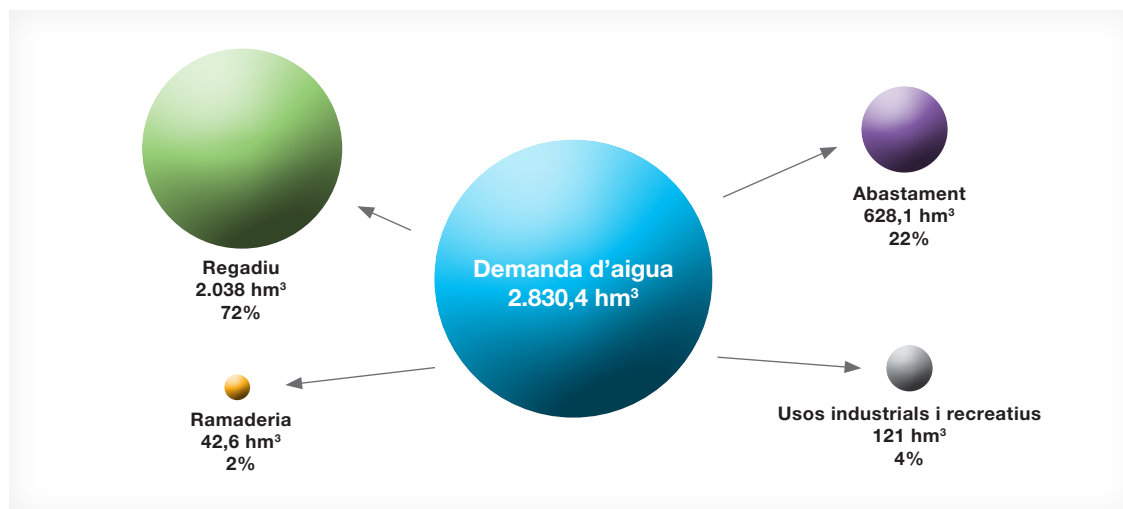 Regadiu
2.038 hm³
72%
Ramaderia
42,6 hm³
2%
Demanda d’aigua
2.830,4 hm³
Abastament
628,1 hm³
22%
Usos industrials i recreatius
121 hm³
4%